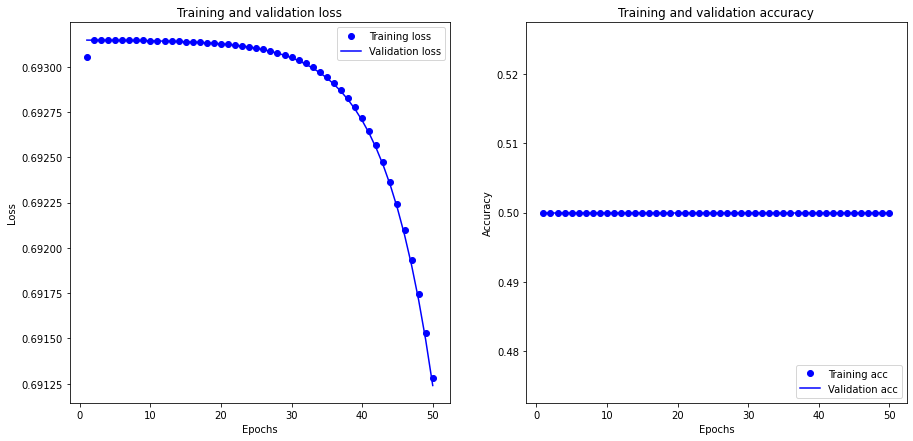 Training and validation loss
Training loss
Validation loss
0.69300
0.69275
0.69250
0.69225
0.69200
0.69175
0.69150
0.69125
Loss
0 10 20 30 40 50
Epochs
Training and validation accuracy
0.52
0.51
0.50
0.49
0.48
Accuracy
Training acc
Validation acc
0 10 20 30 40 50
Epochs